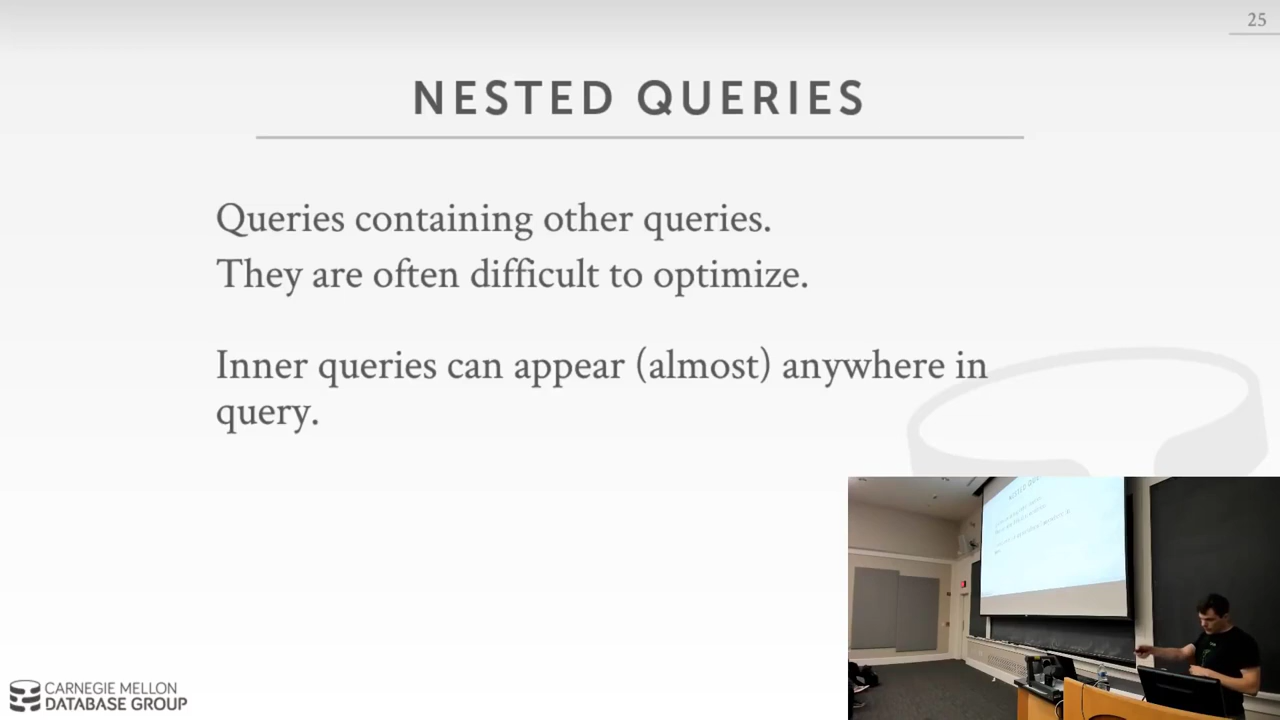 25
NESTED QUERIES
Queries containing other queries.
They are often difficult to optimize.
Inner queries can appear (almost) anywhere in
query.
CARNEGIE MELLON
DATABASE GROUP